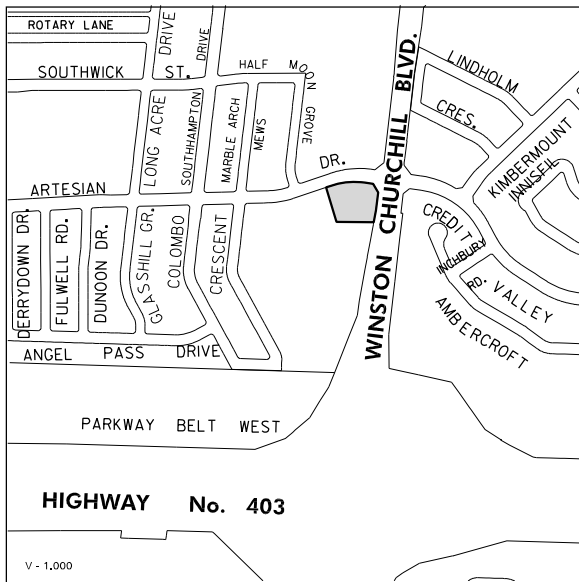 ROTARY LANE
DRIVE
DRIVE
SOUTHWICK ST.
HALF MOON GROVE
LINDHOLM
CRES.
KIMBERMOUNT
INNISFIL
WINSTON CHURCHILL BLVD.
LONG ACRE
SOUTHHAMPTON
MARBLE ARCH
MEWS
ARTESIAN DR.
DERRYDOWN DR.
FULWELL RD.
DUNOON DR.
GLASSHILL GR.
COLOMBO
CRESCENT
CREDIT
VALLEY
INCHBURY
RD.
AMBERCROFT
ANGEL PASS DRIVE
PARKWAY BELT WEST
HIGHWAY No. 403
V - 1.000